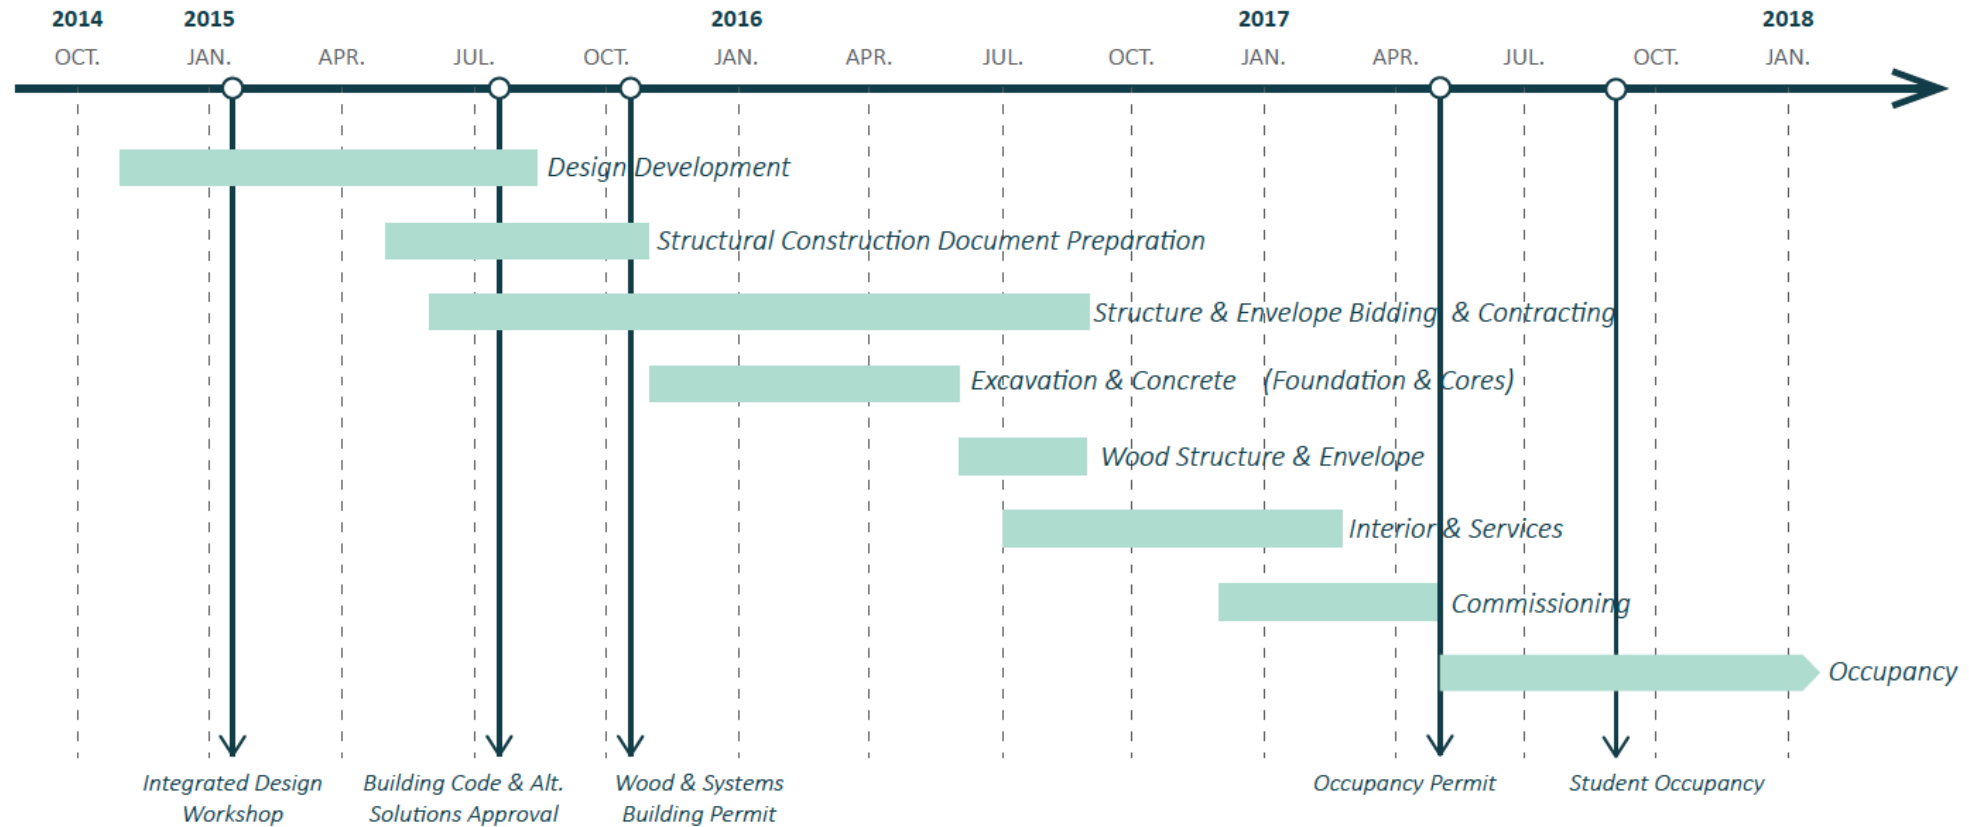 2014 2015 2016 2017 2018
OCT. JAN. APR. JUL. OCT. JAN. APR. JUL. OCT. JAN. APR. JUL. OCT. JAN.
Design Development
Structural Construction Document Preparation
Structure & Envelope Bidding & Contracting
Excavation & Concrete (Foundation & Cores)
Wood Structure & Envelope
Interior & Services
Commissioning
Occupancy
Integrated Design
Workshop
Building Code & Alt.
Solutions Approval
Wood & Systems
Building Permit
Occupancy Permit
Student Occupancy